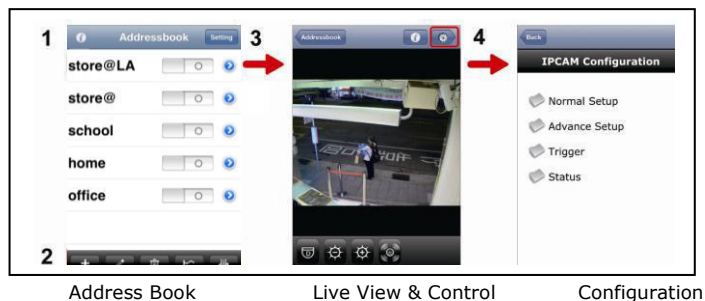 1
Addressbook
Setting
store@LA
store@
school
home
office
2
3
Addressbook
4
Back
IPCAM Configuration
Normal Setup
Advance Setup
Trigger
Status
Address Book
Live View & Control
Configuration